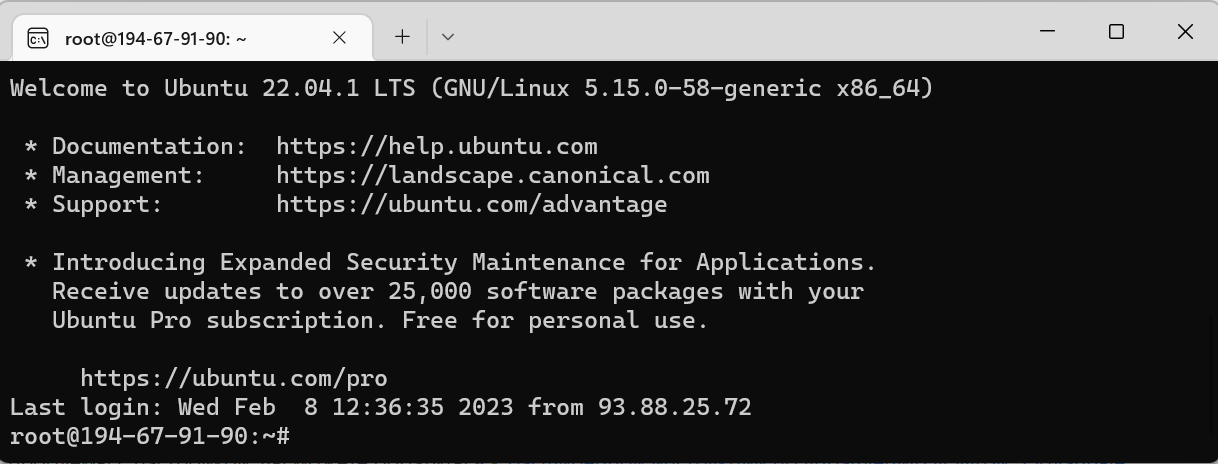 root@194-67-91-90: ~
Welcome to Ubuntu 22.04.1 LTS (GNU/Linux 5.15.0-58-generic x86_64)
* Documentation: https://help.ubuntu.com
* Management: https://landscape.canonical.com
* Support: https://ubuntu.com/advantage
* Introducing Expanded Security Maintenance for Applications.
Receive updates to over 25,000 software packages with your
Ubuntu Pro subscription. Free for personal use.
https://ubuntu.com/pro
Last login: Wed Feb  8 12:36:35 2023 from 93.88.25.72
root@194-67-91-90:~#